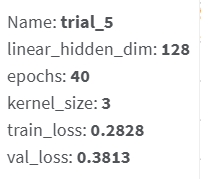 Name: trial_5
linear_hidden_dim: 128
epochs: 40
kernel_size: 3
train_loss: 0.2828
val_loss: 0.3813